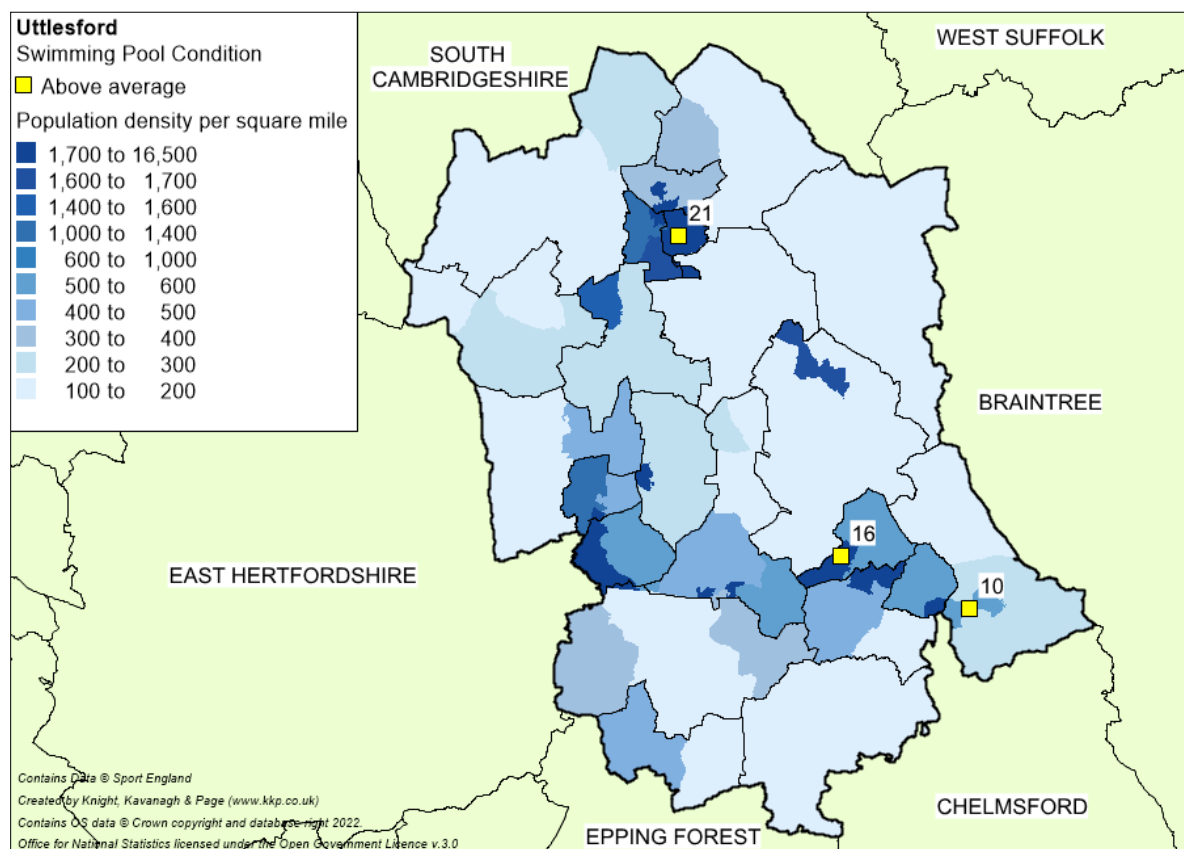 Uttlesford
Swimming Pool Condition
Above average
Population density per square mile
1,700 to 16,500
1,600 to 1,700
1,400 to 1,600
1,000 to 1,400
600 to 1,000
500 to 600
400 to 500
300 to 400
200 to 300
100 to 200
SOUTH
CAMBRIDGESHIRE
WEST SUFFOLK
21
BRAINTREE
16
EAST HERTFORDSHIRE
10
CHELMSFORD
EPPING FOREST
Contains Data © Sport England
Created by Knight, Kavanagh & Page (www.kkp.co.uk)
Contains OS data © Crown copyright and database right 2022.
Office for National Statistics licensed under the Open Government Licence v.3.0